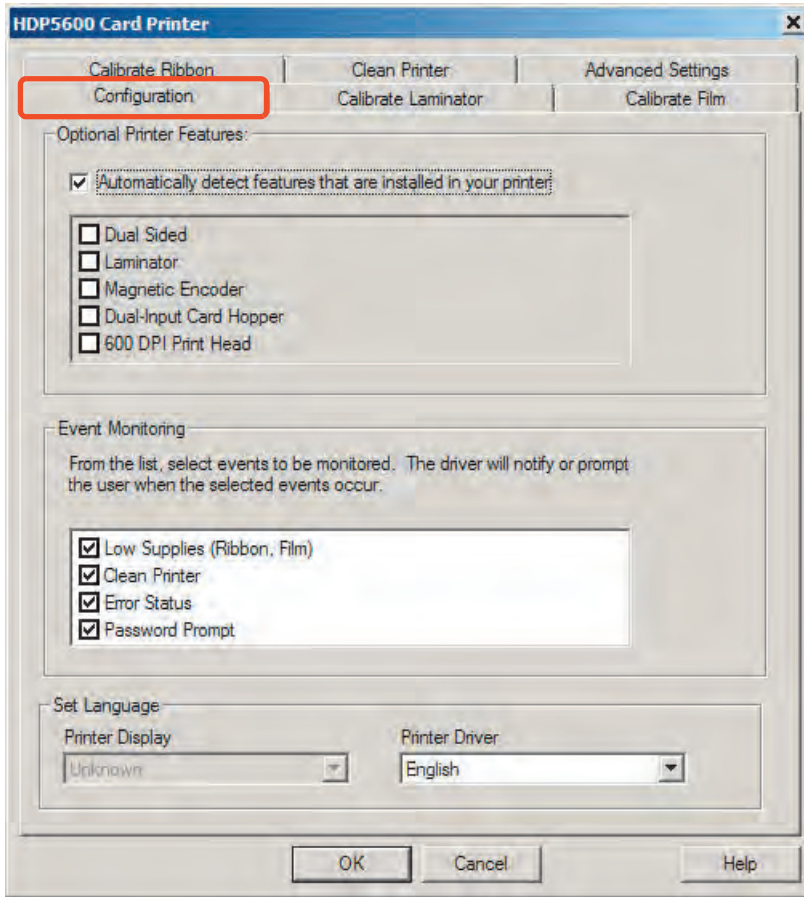 HDP5600 Card Printer
Calibrate Ribbon
Clean Printer
Advanced Settings
Configuration
Calibrate Laminator
Calibrate Film
Optional Printer Features:
Automatically detect features that are installed in your printer
Dual Sided
Laminator
Magnetic Encoder
Dual-Input Card Hopper
600 DPI Print Head
Event Monitoring
From the list, select events to be monitored. The driver will notify or prompt
the user when the selected events occur.
Low Supplies (Ribbon, Film)
Clean Printer
Error Status
Password Prompt
Set Language
Printer Display
Printer Driver
Unknown
English
OK
Cancel
Help